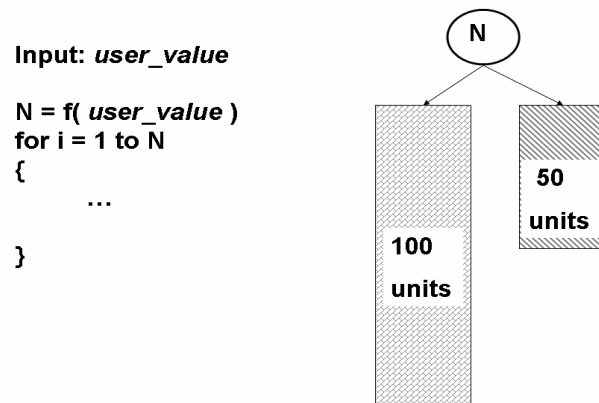 Input: user_value
N = f( user_value )
for i = 1 to N
{
...
}
N
100
units
50
units